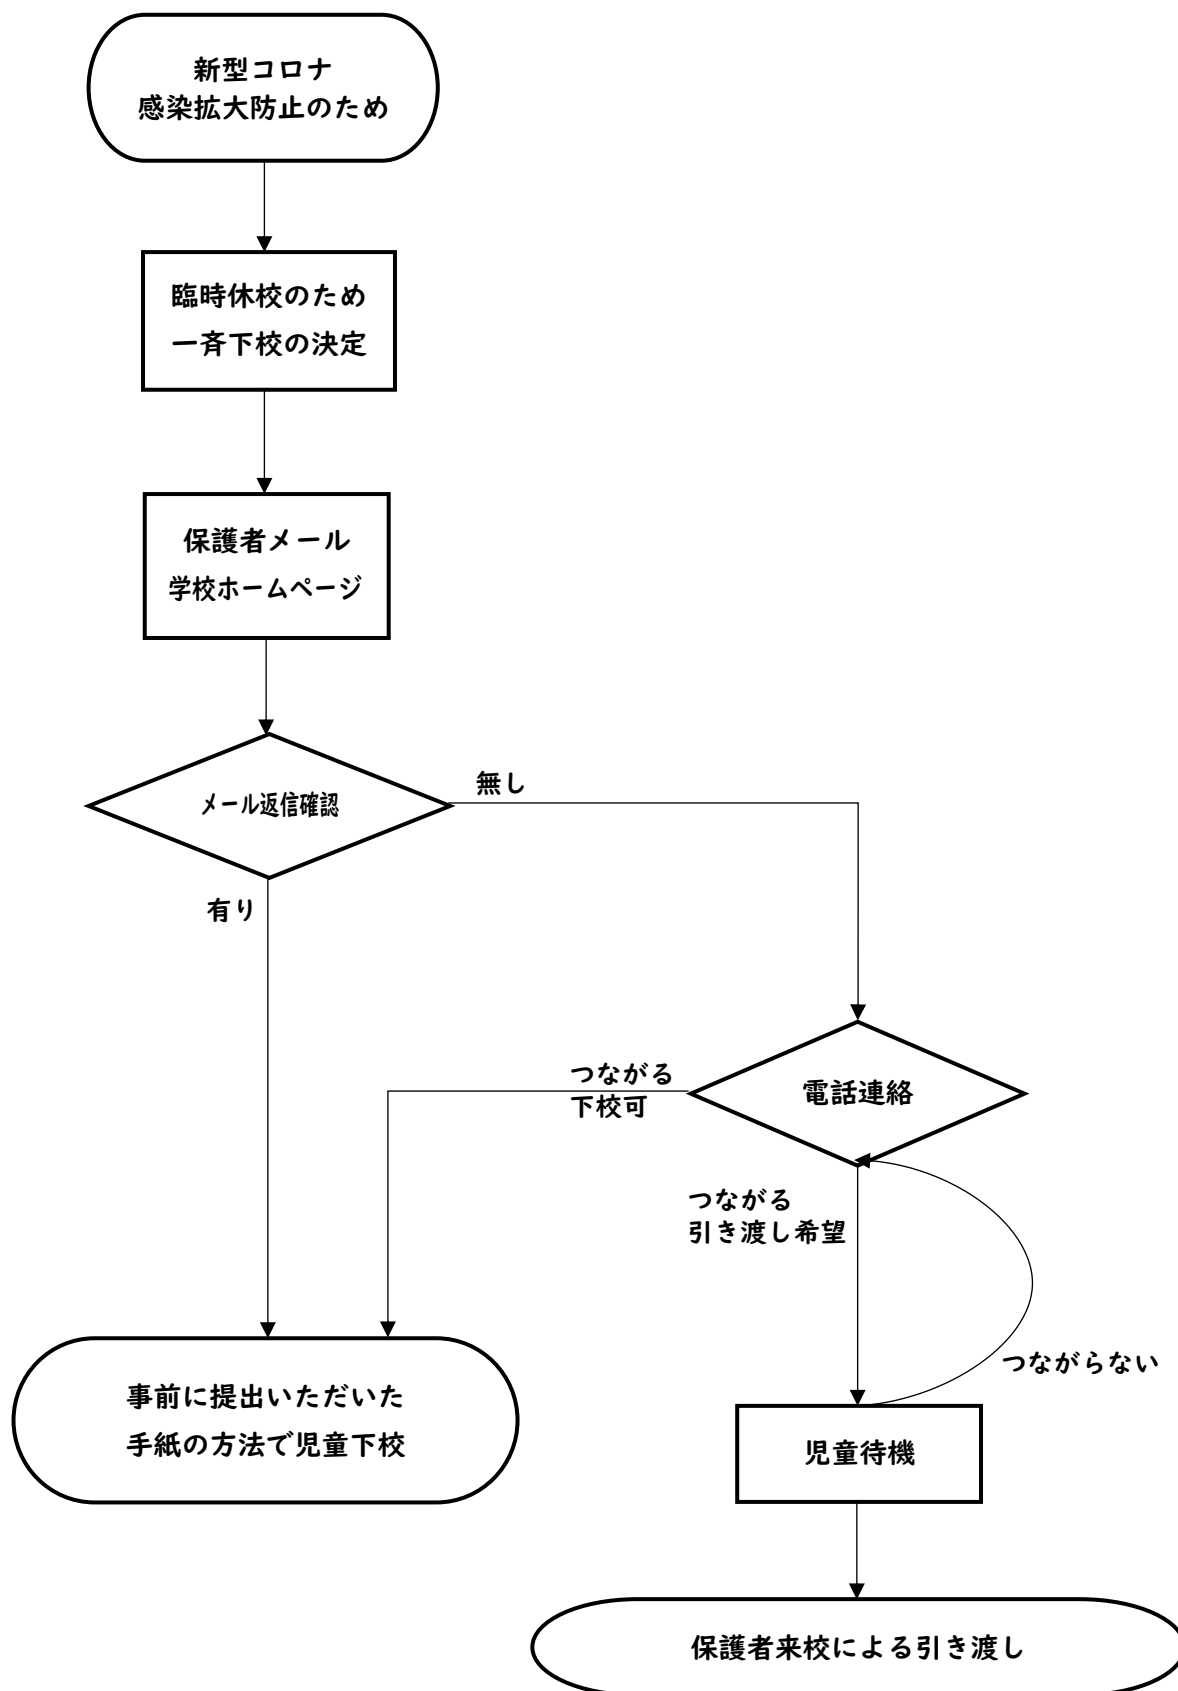 新型コロナ
感染拡大防止のため
臨時休校のため
一斉下校の決定
保護者メール
学校ホームページ
メール返信確認
無し
有り
電話連絡
つながる
下校可
つながる
引き渡し希望
つながらない
事前に提出いただいた
手紙の方法で児童下校
児童待機
保護者来校による引き渡し